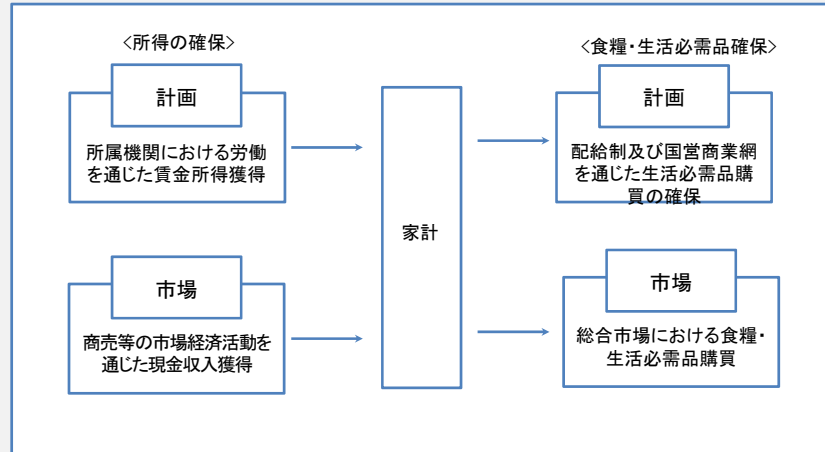 <所得の確保>
計画
所属機関における労働
を通じた賃金所得獲得
市場
商売等の市場経済活動を
通じた現金収入獲得
家計
<食糧・生活必需品確保>
計画
配給制及び国営商業網
を通じた生活必需品購
買の確保
市場
総合市場における食糧・
生活必需品購買